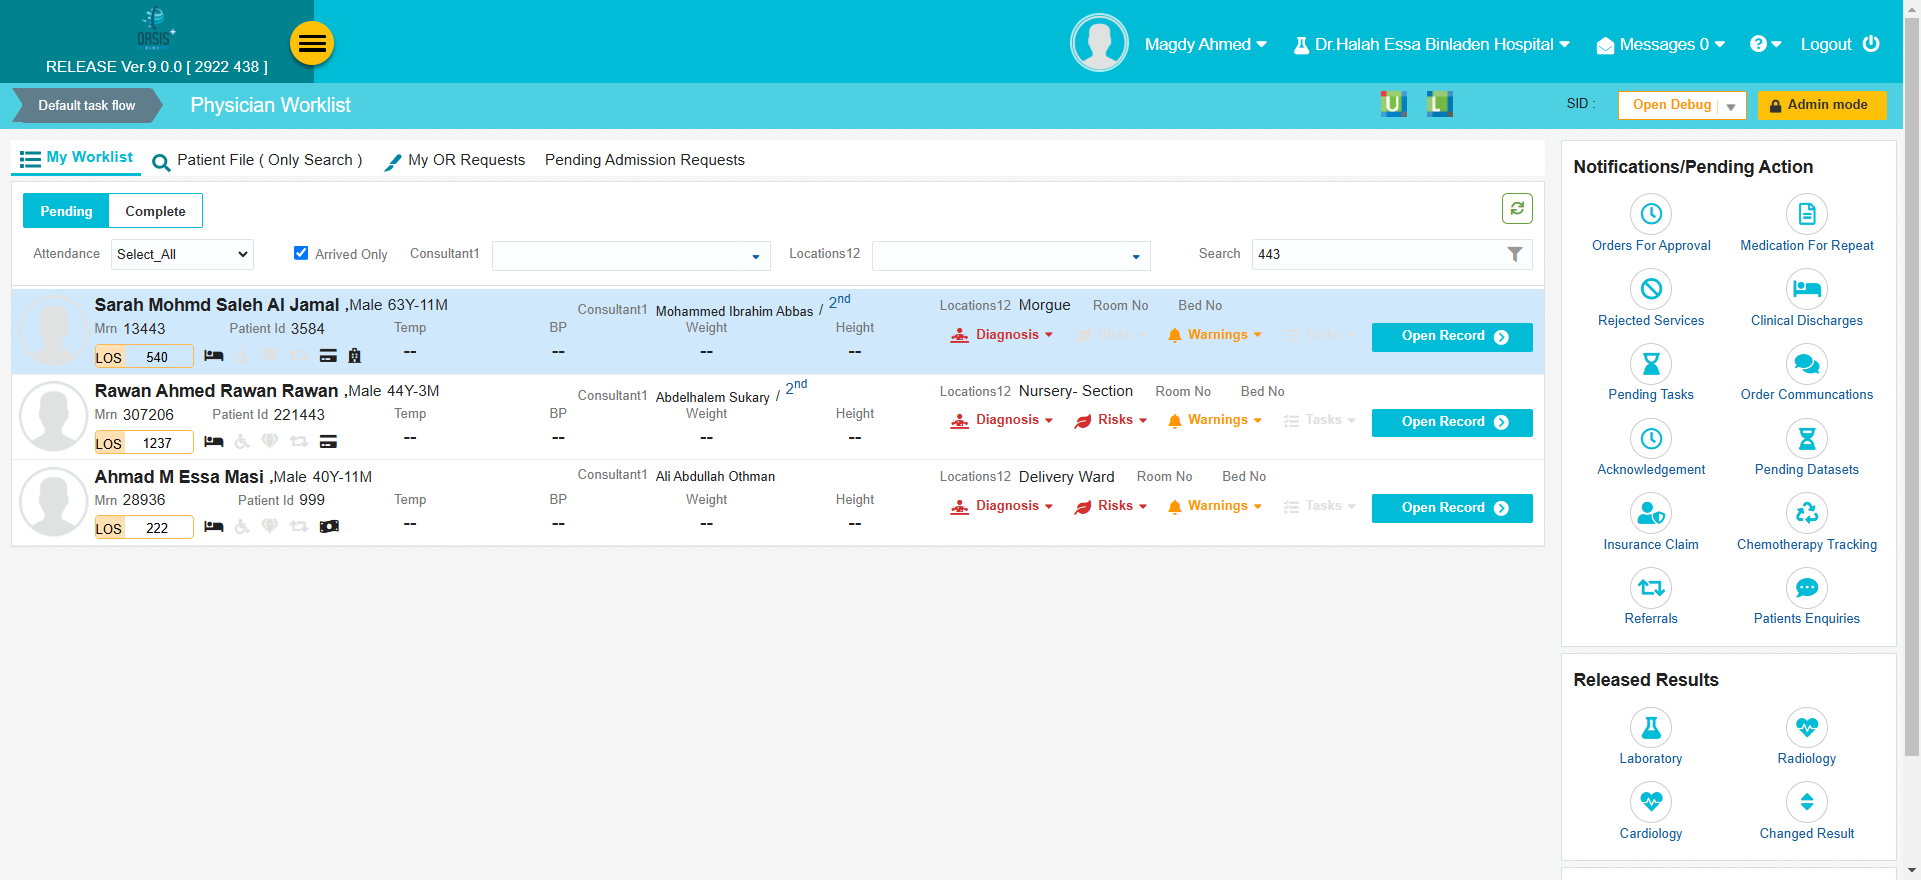 OASIS+
PLUS
RELEASE Ver.9.0.0 [ 2922 438 ]
Magdy Ahmed
Dr.Halah Essa Binladen Hospital
Messages 0
?
Logout
Default task flow
Physician Worklist
U
L
SID :
Open Debug
Admin mode
My Worklist
Patient File ( Only Search )
My OR Requests
Pending Admission Requests
Pending
Complete
Attendance
Select_All
Arrived Only
Consultant1
Locations12
Search
443
Sarah Mohmd Saleh Al Jamal ,Male 63Y-11M
Consultant1 Mohammed Ibrahim Abbas / 2nd
Locations12 Morgue Room No Bed No
Mrn 13443 Patient Id 3584 Temp BP Weight Height
Diagnosis Risks Warnings Tasks Open Record
LOS 540 -- -- -- --
Rawan Ahmed Rawan Rawan ,Male 44Y-3M
Consultant1 Abdelhalem Sukary / 2nd
Locations12 Nursery- Section Room No Bed No
Mrn 307206 Patient Id 221443 Temp BP Weight Height
Diagnosis Risks Warnings Tasks Open Record
LOS 1237 -- -- -- --
Ahmad M Essa Masi ,Male 40Y-11M
Consultant1 Ali Abdullah Othman
Locations12 Delivery Ward Room No Bed No
Mrn 28936 Patient Id 999 Temp BP Weight Height
Diagnosis Risks Warnings Tasks Open Record
LOS 222 -- -- -- --
Notifications/Pending Action
Orders For Approval
Medication For Repeat
Rejected Services
Clinical Discharges
Pending Tasks
Order Communcations
Acknowledgement
Pending Datasets
Insurance Claim
Chemotherapy Tracking
Referrals
Patients Enquiries
Released Results
Laboratory
Radiology
Cardiology
Changed Result